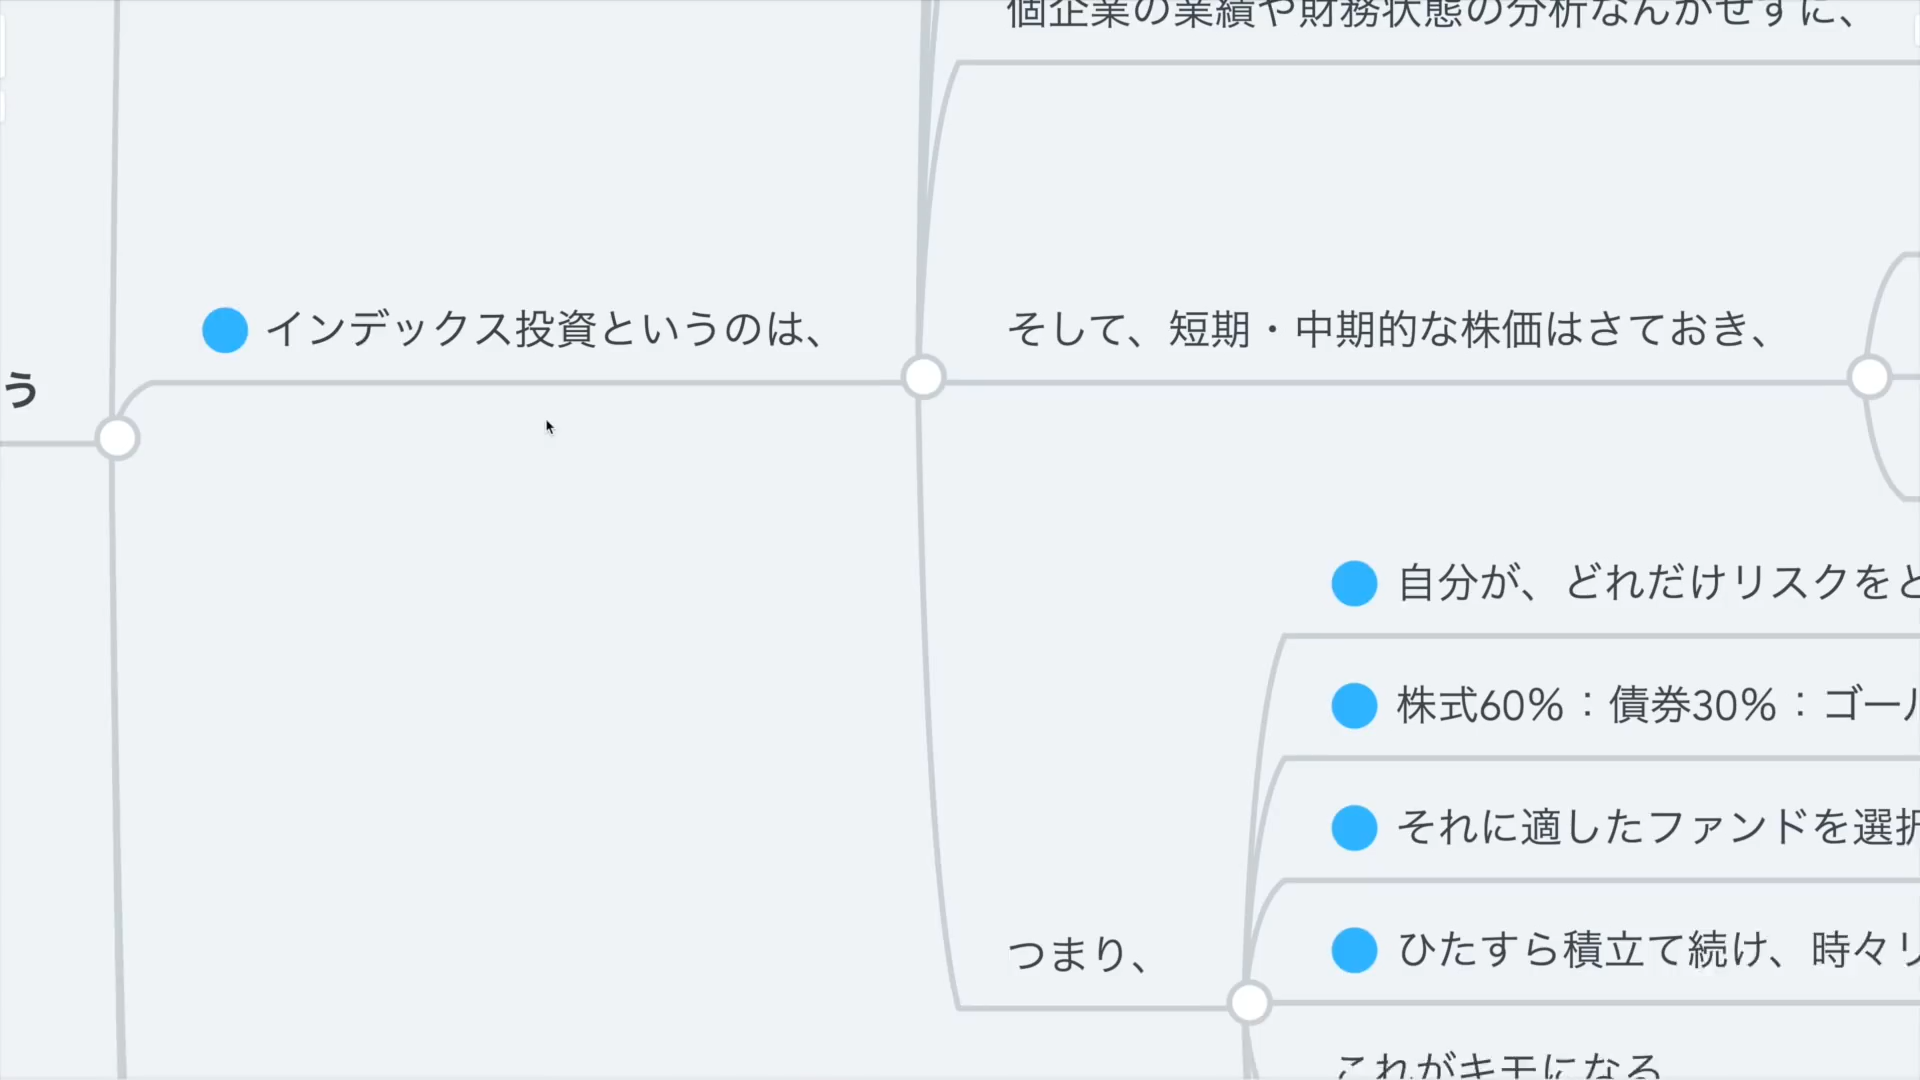 個企業の業績や財務状態の分析なんかせずに、
インデックス投資というのは、
そして、短期・中期的な株価はさておき、
う
自分が、どれだけリスクをと
株式60%：債券30%：ゴール
それに適したファンドを選択
ひたすら積立て続け、時々リ
つまり、
これがキモになる